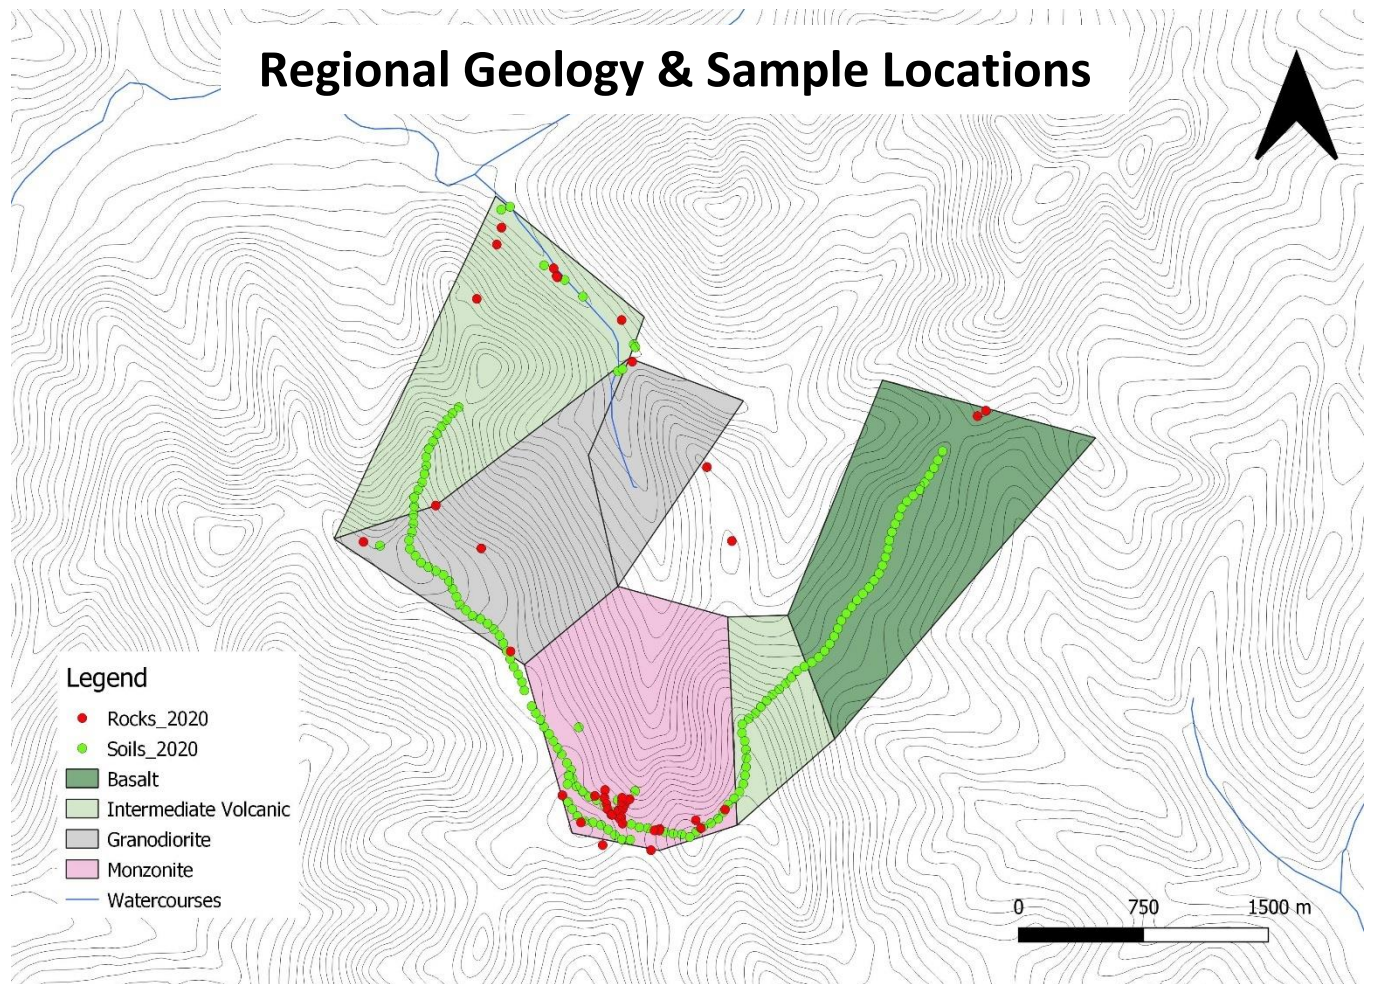 Regional Geology & Sample Locations
Legend
Rocks_2020
Soils_2020
Basalt
Intermediate Volcanic
Granodiorite
Monzonite
Watercourses
0 750 1500 m